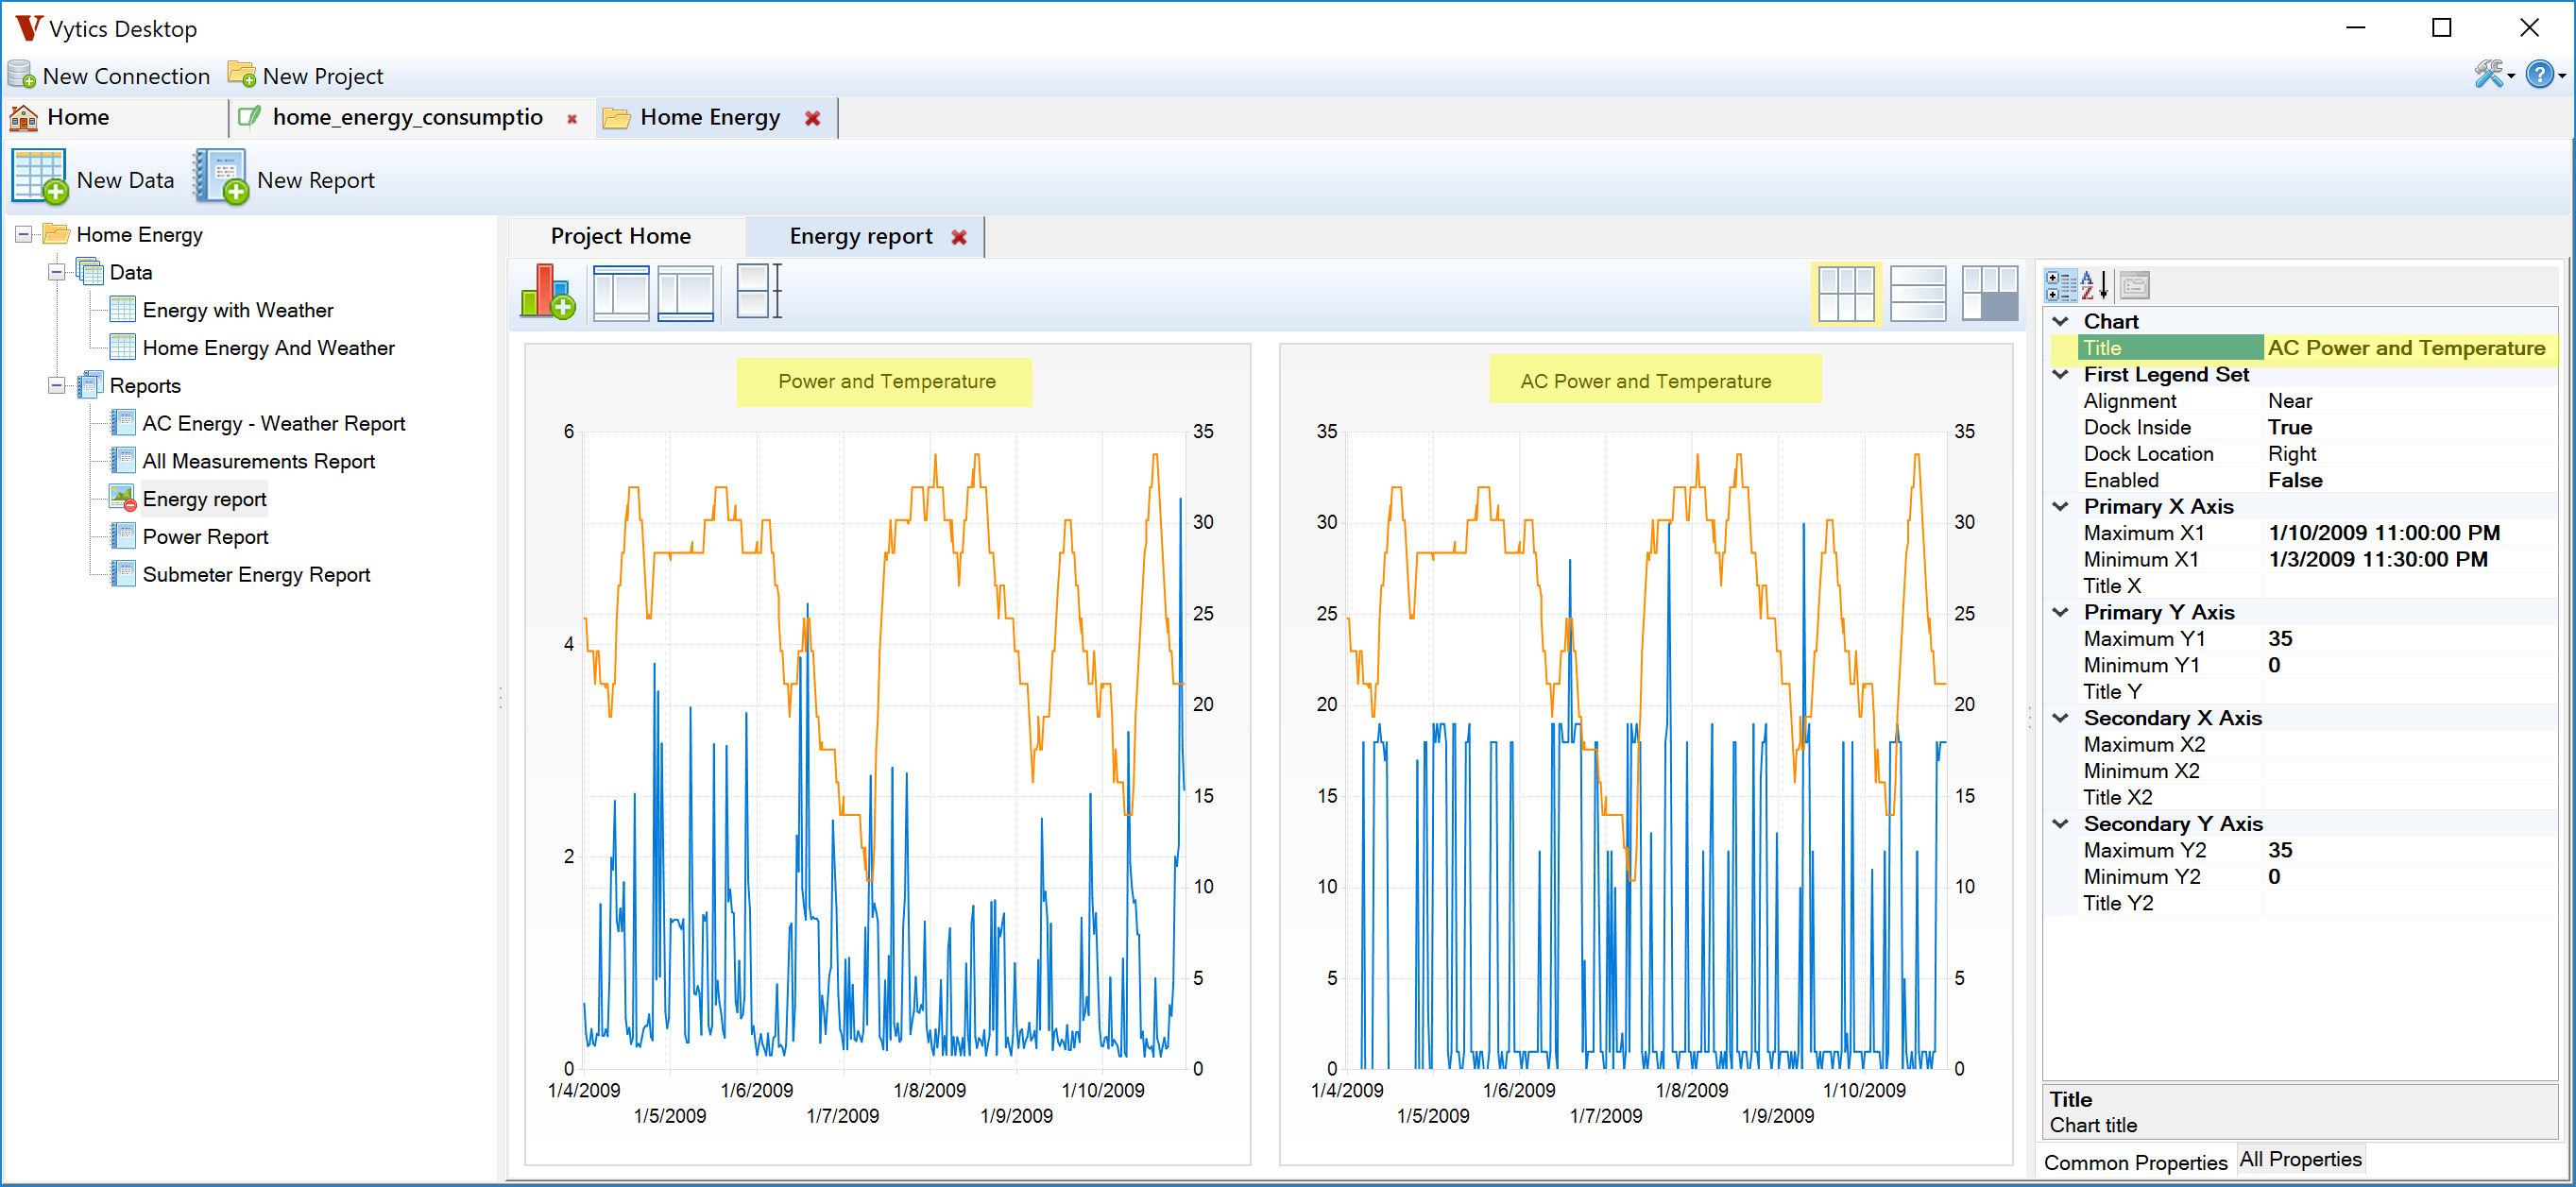 Vytics Desktop
New Connection New Project
Home home_energy_consumptio Home Energy
New Data New Report
Home Energy
Data
Energy with Weather
Home Energy And Weather
Reports
AC Energy - Weather Report
All Measurements Report
Energy report
Power Report
Submeter Energy Report
Project Home Energy report
Power and Temperature
6
4
2
0
35
30
25
20
15
10
5
0
1/4/2009 1/6/2009 1/8/2009 1/10/2009
1/5/2009 1/7/2009 1/9/2009
AC Power and Temperature
35
30
25
20
15
10
5
0
35
30
25
20
15
10
5
0
1/4/2009 1/6/2009 1/8/2009 1/10/2009
1/5/2009 1/7/2009 1/9/2009
Chart
Title AC Power and Temperature
First Legend Set
Alignment Near
Dock Inside True
Dock Location Right
Enabled False
Primary X Axis
Maximum X1 1/10/2009 11:00:00 PM
Minimum X1 1/3/2009 11:30:00 PM
Title X
Primary Y Axis
Maximum Y1 35
Minimum Y1 0
Title Y
Secondary X Axis
Maximum X2
Minimum X2
Title X2
Secondary Y Axis
Maximum Y2 35
Minimum Y2 0
Title Y2
Title
Chart title
Common Properties All Properties